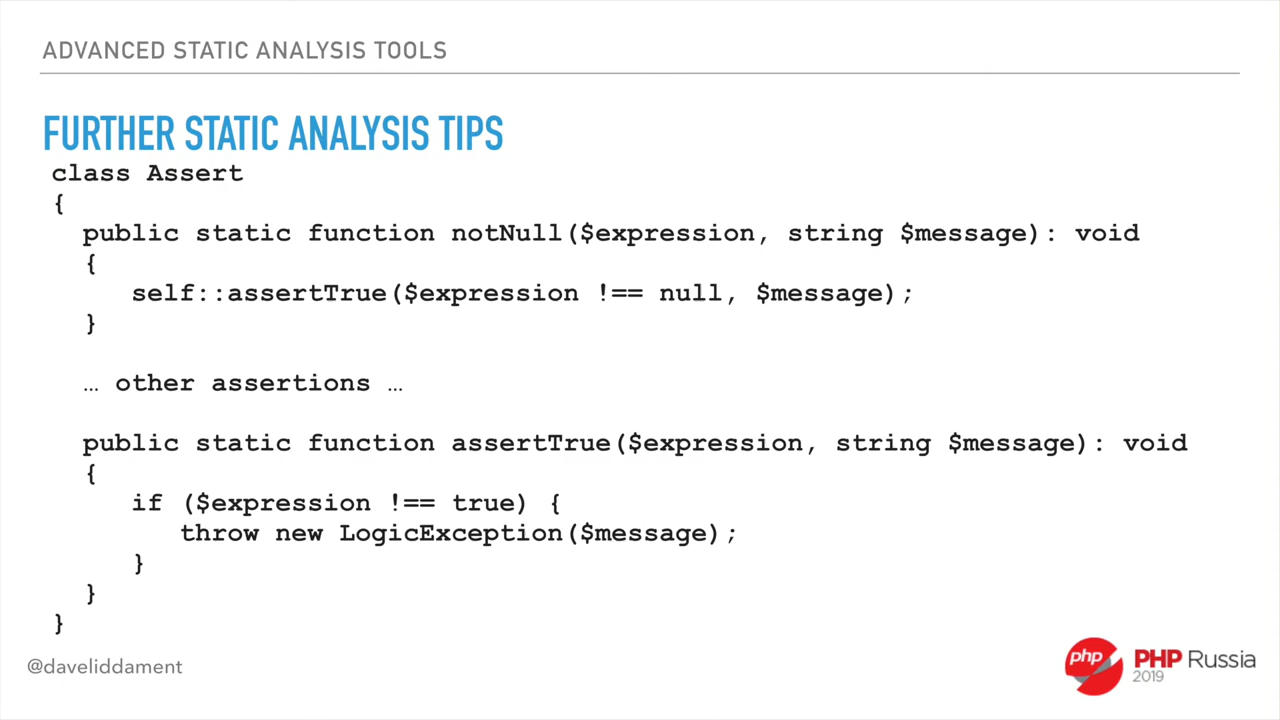 ADVANCED STATIC ANALYSIS TOOLS
FURTHER STATIC ANALYSIS TIPS
class Assert
{
  public static function notNull($expression, string $message): void
  {
     self::assertTrue($expression !== null, $message);
  }
  … other assertions …
  public static function assertTrue($expression, string $message): void
  {
     if ($expression !== true) {
        throw new LogicException($message);
     }
  }
}
@daveliddament
php PHP Russia
2019